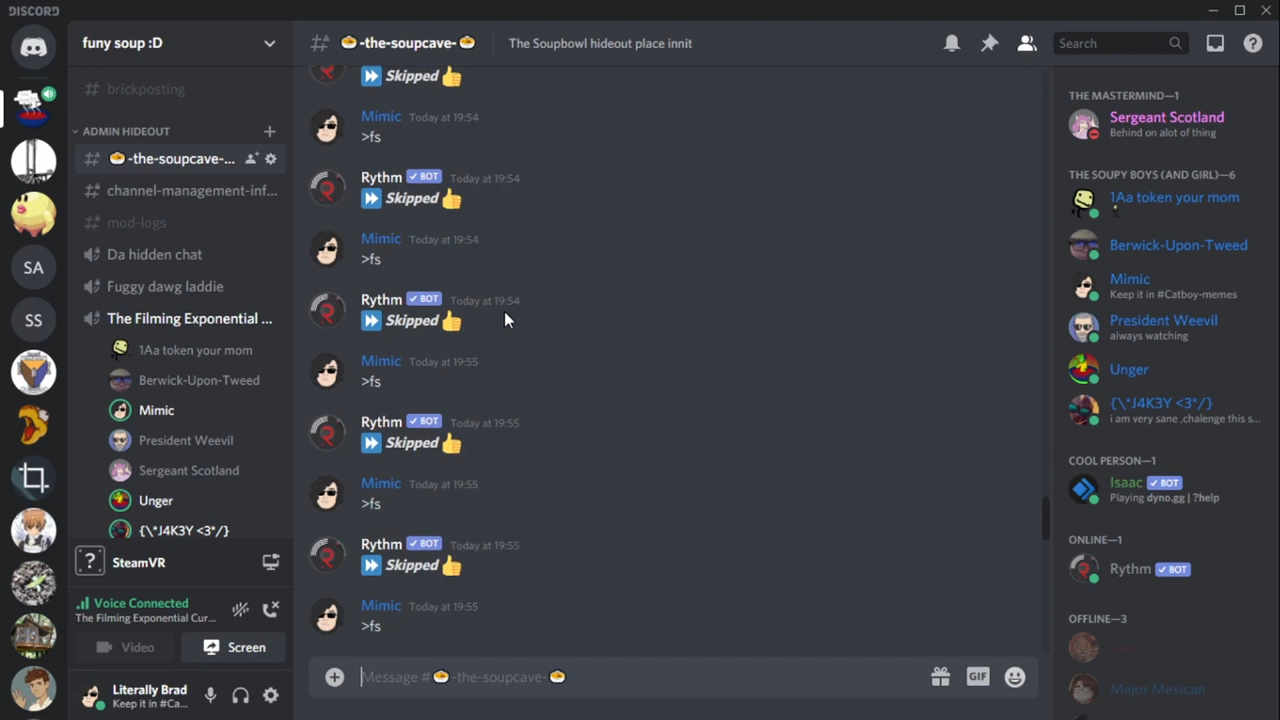 DISCORD
funy soup :D
-the-soupcave-
The Soupbowl hideout place innit
Search
# brickposting
ADMIN HIDEOUT
-the-soupcave-...
channel-management-inf...
mod-logs
Da hidden chat
Fuggy dawg laddie
The Filming Exponential ...
1Aa token your mom
Berwick-Upon-Tweed
Mimic
President Weevil
Sergeant Scotland
Unger
{\*J4K3Y <3*/}
SA
SS
SteamVR
Voice Connected
The Filming Exponential Cur...
Video
Screen
Literally Brad
Keep it in #Ca...
Skipped
Mimic Today at 19:54
>fs
Rythm BOT Today at 19:54
Skipped
Mimic Today at 19:54
>fs
Rythm BOT Today at 19:54
Skipped
Mimic Today at 19:55
>fs
Rythm BOT Today at 19:55
Skipped
Mimic Today at 19:55
>fs
Rythm BOT Today at 19:55
Skipped
Mimic Today at 19:55
>fs
Message # -the-soupcave-
GIF
THE MASTERMIND—1
Sergeant Scotland
Behind on alot of thing
THE SOUPY BOYS (AND GIRL)—6
1Aa token your mom
Berwick-Upon-Tweed
Mimic
Keep it in #Catboy-memes
President Weevil
always watching
Unger
{\*J4K3Y <3*/}
i am very sane ,chalenge this s...
COOL PERSON—1
Isaac BOT
Playing dyno.gg | ?help
ONLINE—1
Rythm BOT
OFFLINE—3
Major Mexican